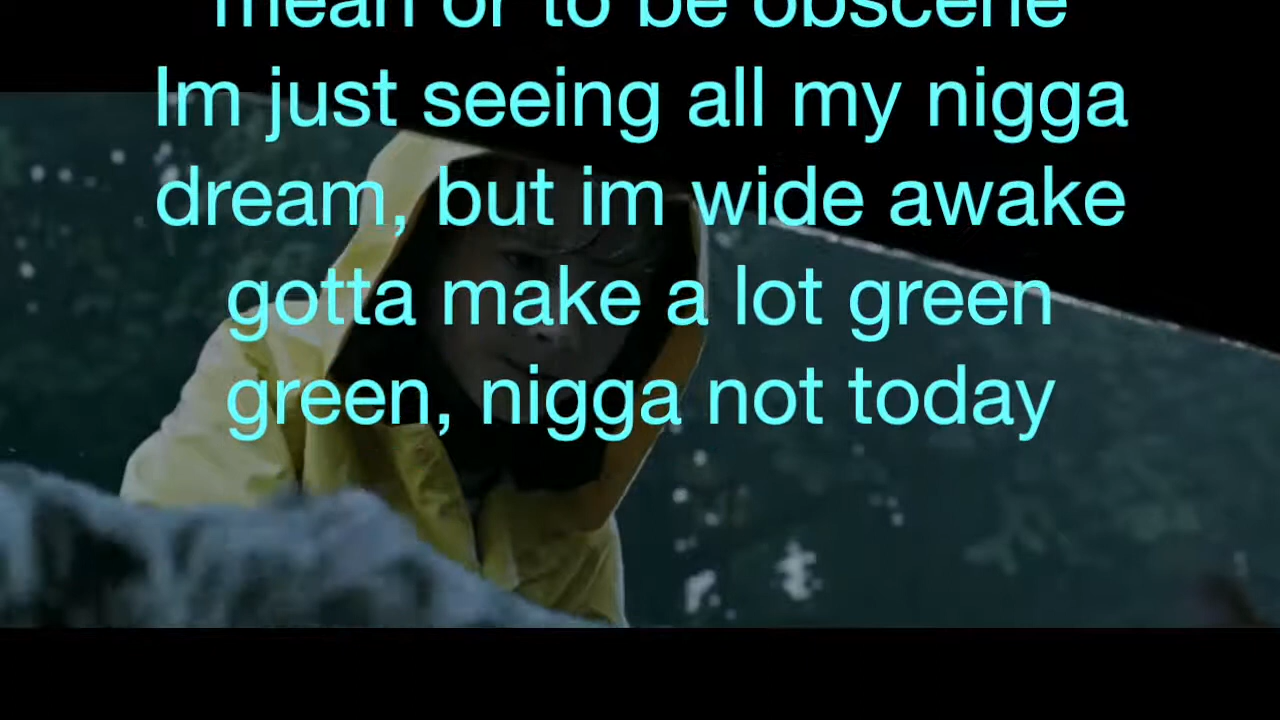 mean or to be obscene
Im just seeing all my nigga
dream, but im wide awake
gotta make a lot green
green, nigga not today